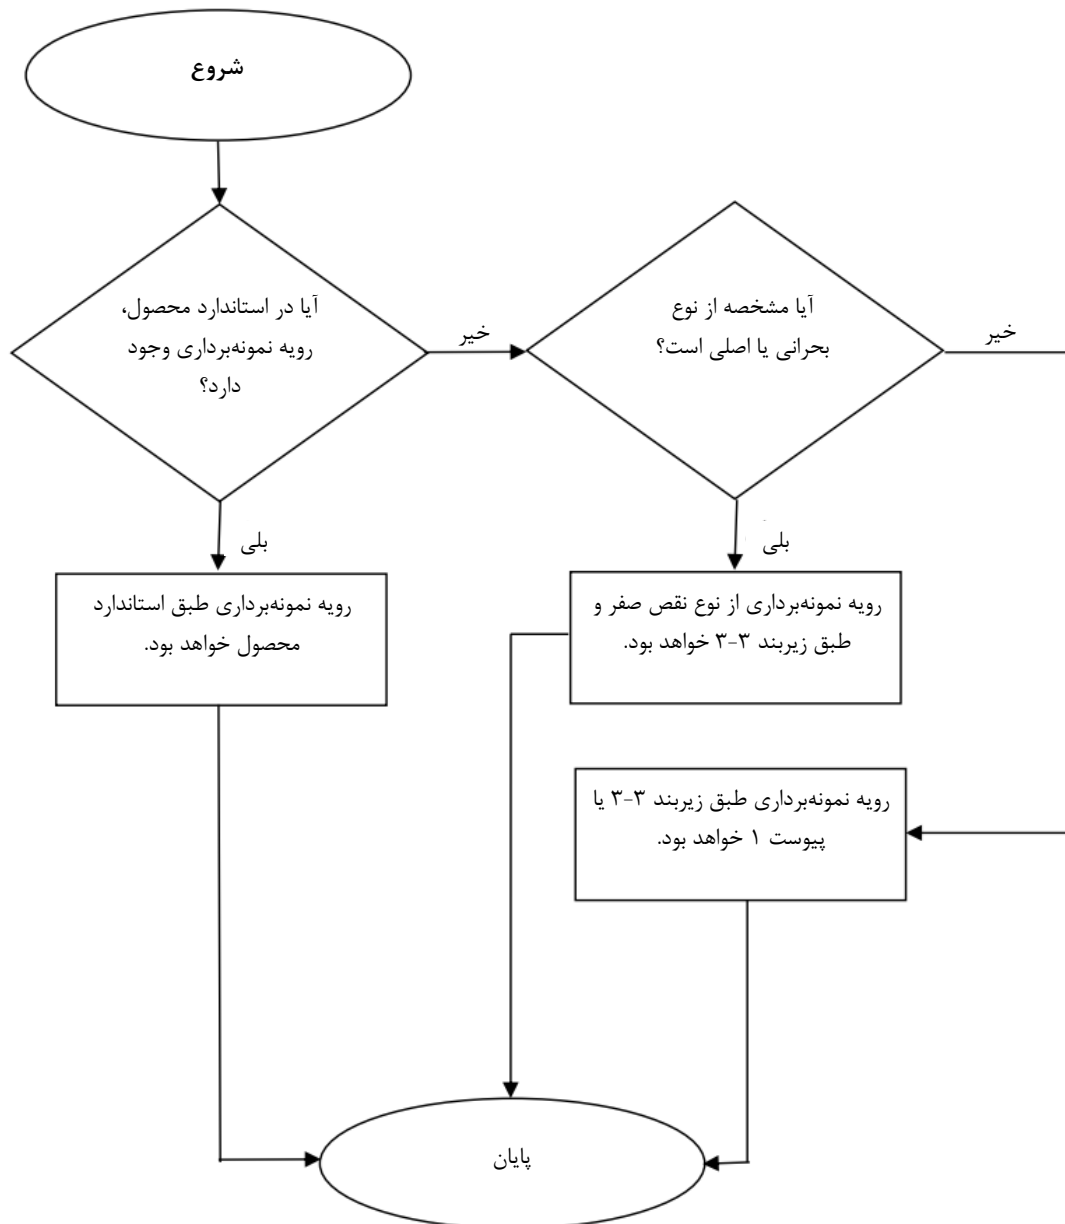 شروع
آیا در استاندارد محصول،
رویه نمونه‌برداری وجود
دارد؟
خیر
آیا مشخصه از نوع
بحرانی یا اصلی است؟
خیر
بلی
بلی
رویه نمونه‌برداری طبق استاندارد
محصول خواهد بود.
رویه نمونه‌برداری از نوع نقص صفر و
طبق زیربند ۳-۳ خواهد بود.
رویه نمونه‌برداری طبق زیربند ۳-۳ یا
پیوست ۱ خواهد بود.
پایان